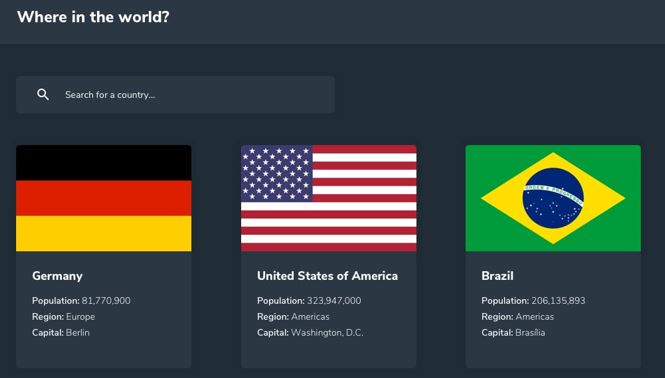 Where in the world?
Search for a country...
Germany
Population: 81,770,900
Region: Europe
Capital: Berlin
United States of America
Population: 323,947,000
Region: Americas
Capital: Washington, D.C.
Brazil
Population: 206,135,893
Region: Americas
Capital: Brasília